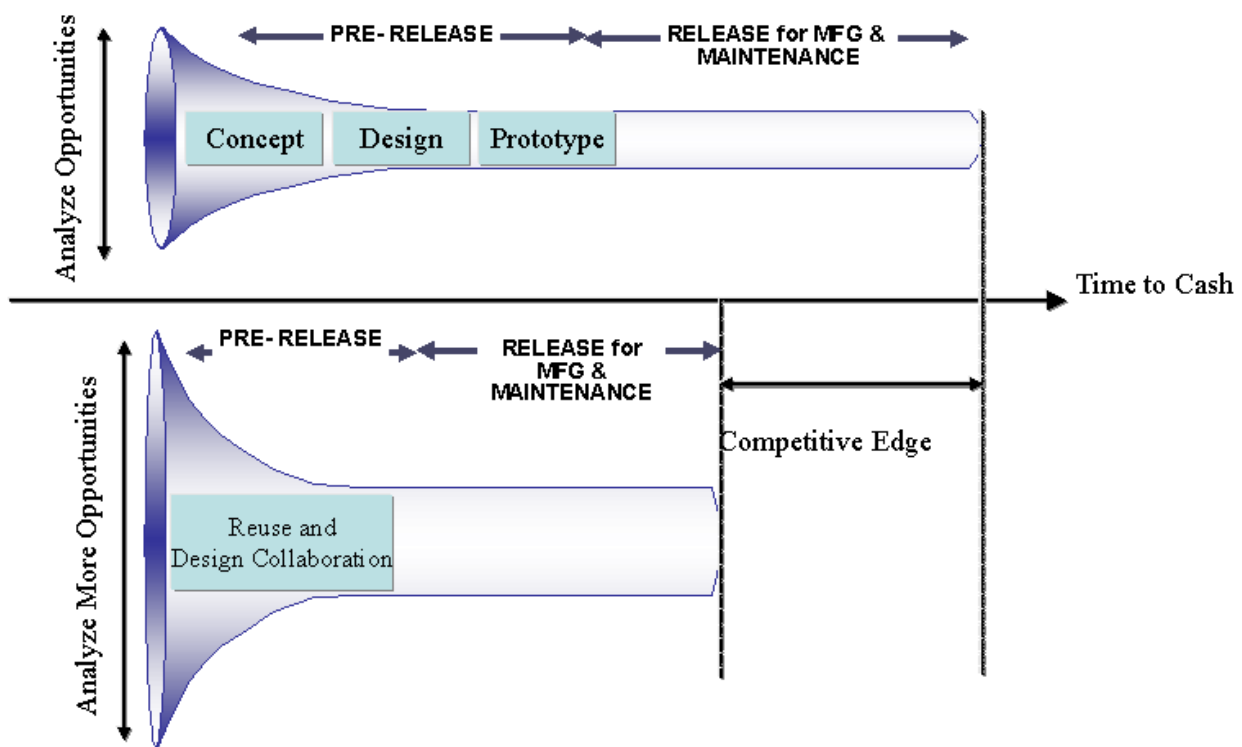 Analyze Opportunities
PRE- RELEASE
RELEASE for MFG &
MAINTENANCE
Concept
Design
Prototype
Time to Cash
Analyze More Opportunities
PRE- RELEASE
RELEASE for
MFG &
MAINTENANCE
Competitive Edge
Reuse and
Design Collaboration